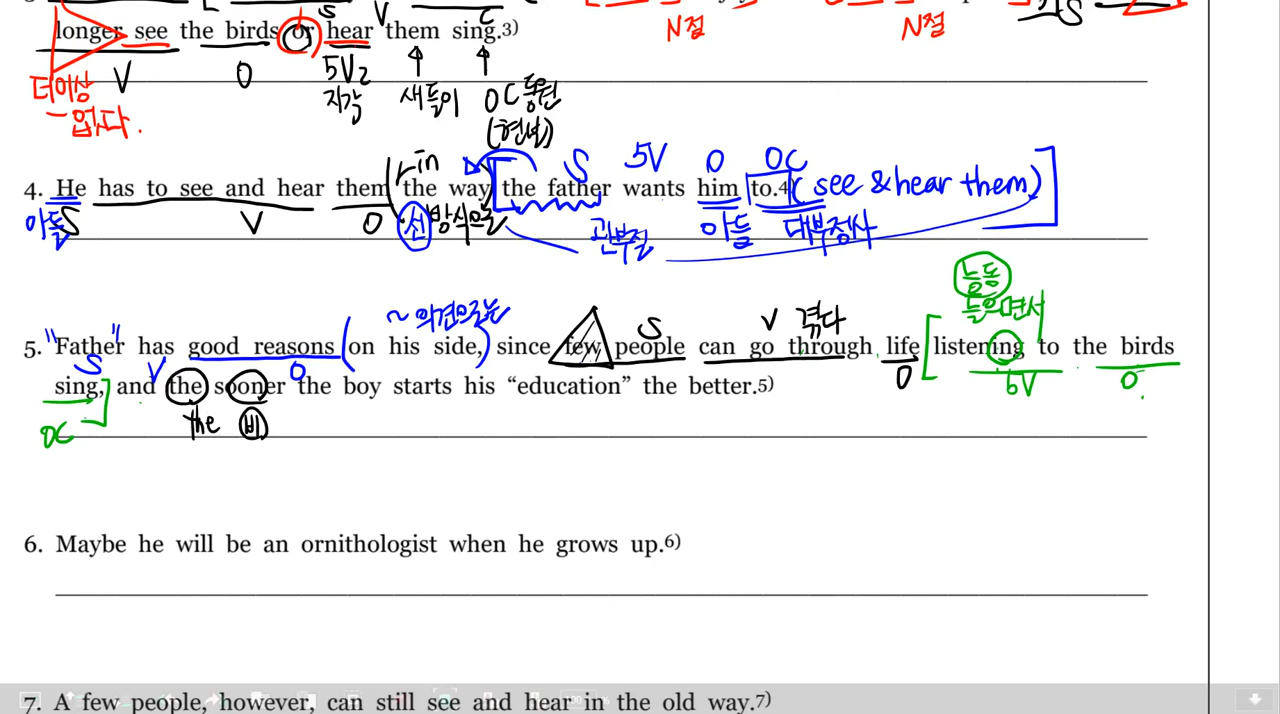 S V C N절 N절
longer see the birds or hear them sing.3)
V O 5V2
더이상 지각 새들이 OC 동원
없다. (현분)
in S 5V O OC
4. He has to see and hear them the way the father wants him to.4) (see & hear them)
아들 S V O 선 방식으로 관부절 아들 대부정사
능동
~의견으로는 S V 겪다 들으면서
5. "Father" has good reasons (on his side,) since few people can go through life listening to the birds
S V O O 5V O
sing, and the sooner the boy starts his “education” the better.5)
OC the 비
6. Maybe he will be an ornithologist when he grows up.6)
7. A few people, however, can still see and hear in the old way.7)